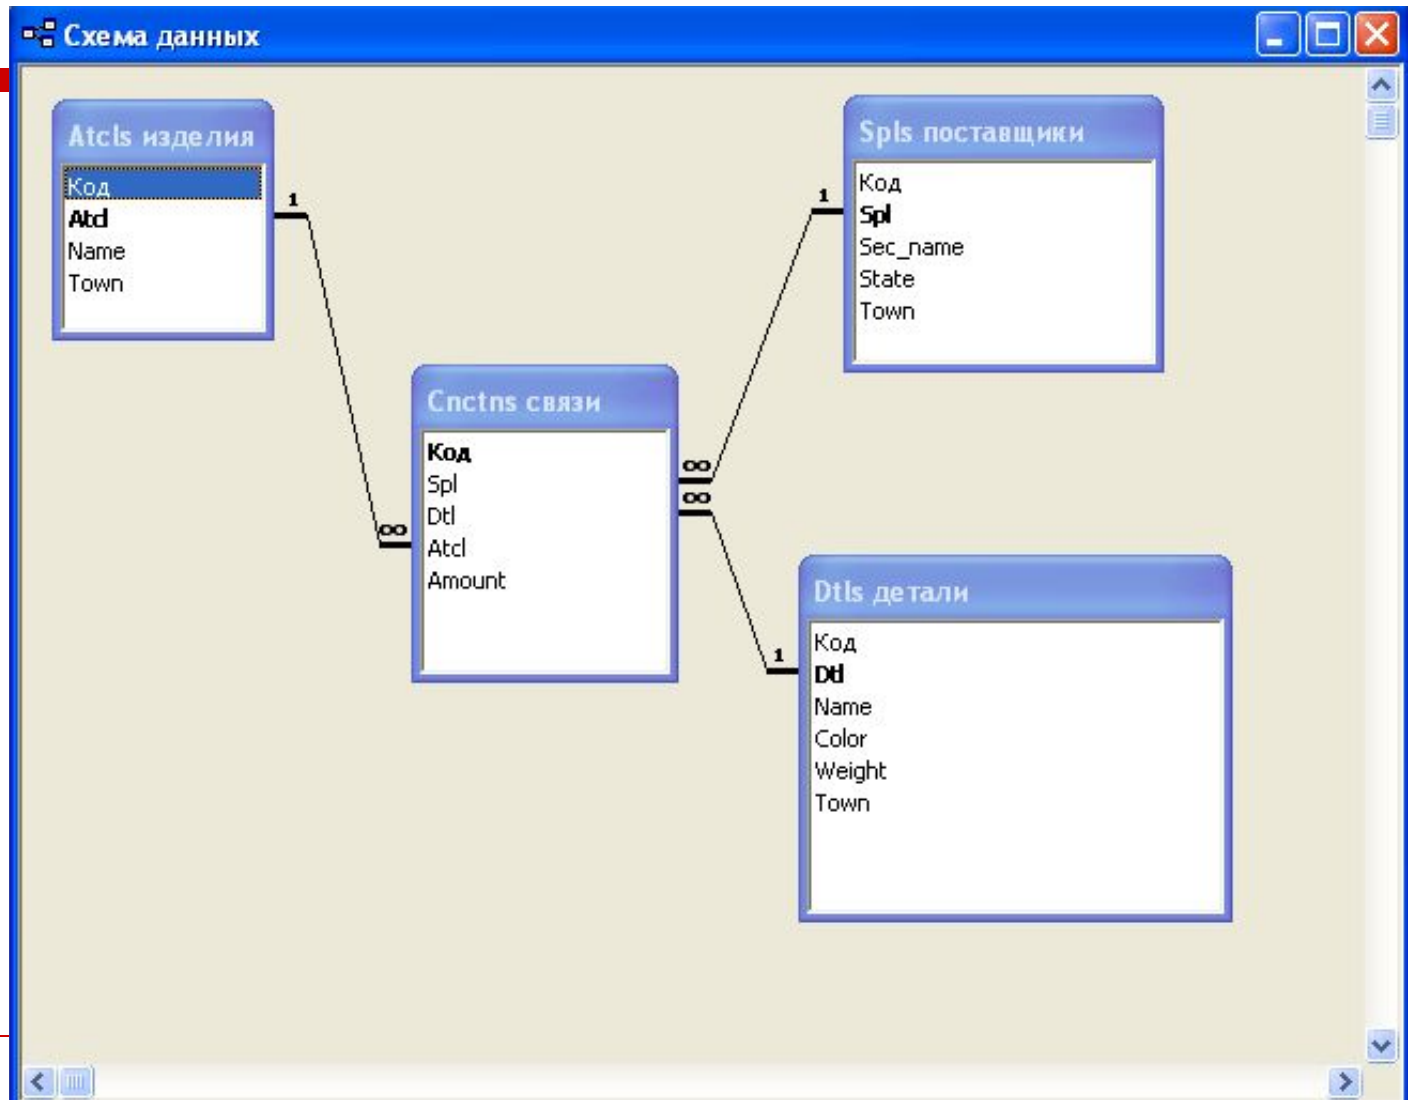 Схема данных
Atcls изделия
Код
Atcl
Name
Town
1
∞
Spls поставщики
Код
Spl
Sec_name
State
Town
1
∞
Cnctns связи
Код
Spl
Dtl
Atcl
Amount
∞
1
Dtls детали
Код
Dtl
Name
Color
Weight
Town